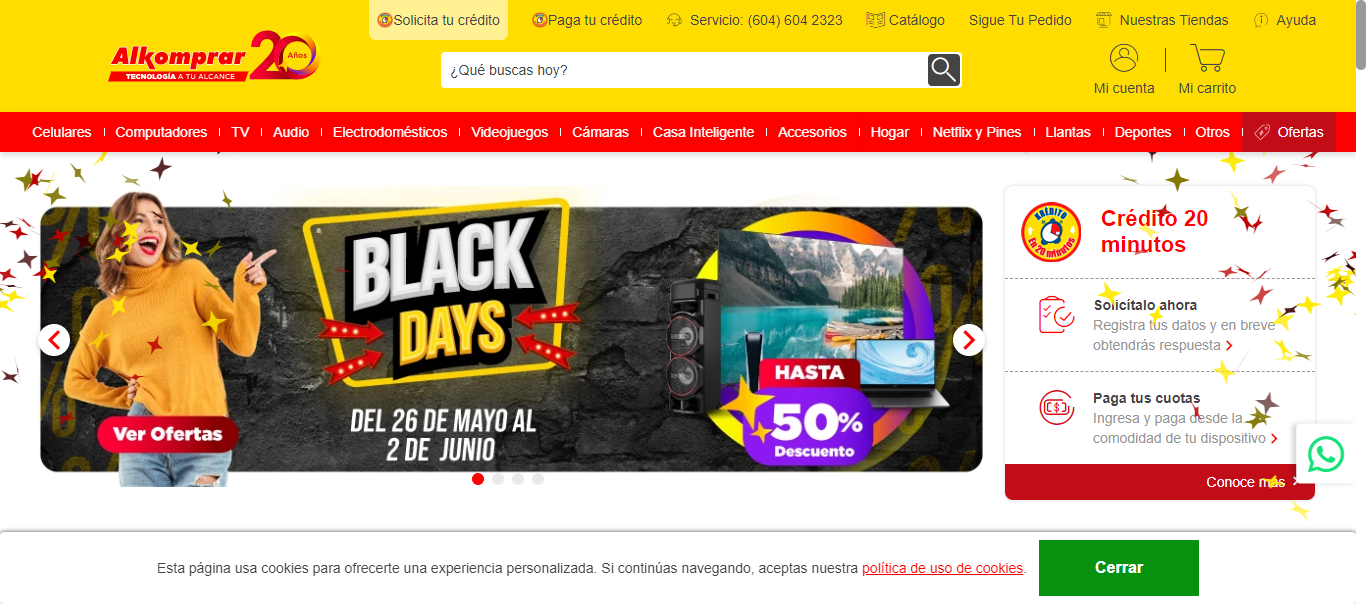 Solicita tu crédito
Paga tu crédito
Servicio: (604) 604 2323
Catálogo
Sigue Tu Pedido
Nuestras Tiendas
Ayuda
Alkomprar 20 Años
TECNOLOGÍA A TU ALCANCE
¿Qué buscas hoy?
Mi cuenta
Mi carrito
Celulares
Computadores
TV
Audio
Electrodomésticos
Videojuegos
Cámaras
Casa Inteligente
Accesorios
Hogar
Netflix y Pines
Llantas
Deportes
Otros
Ofertas
BLACK
DAYS
DEL 26 DE MAYO AL
2 DE JUNIO
Ver Ofertas
HASTA
50%
Descuento
KRÉDITO
En 20 minutos
Crédito 20
minutos
Solicítalo ahora
Registra tus datos y en breve
obtendrás respuesta
Paga tus cuotas
Ingresa y paga desde la
comodidad de tu dispositivo
Conoce más
Esta página usa cookies para ofrecerte una experiencia personalizada. Si continúas navegando, aceptas nuestra política de uso de cookies.
Cerrar